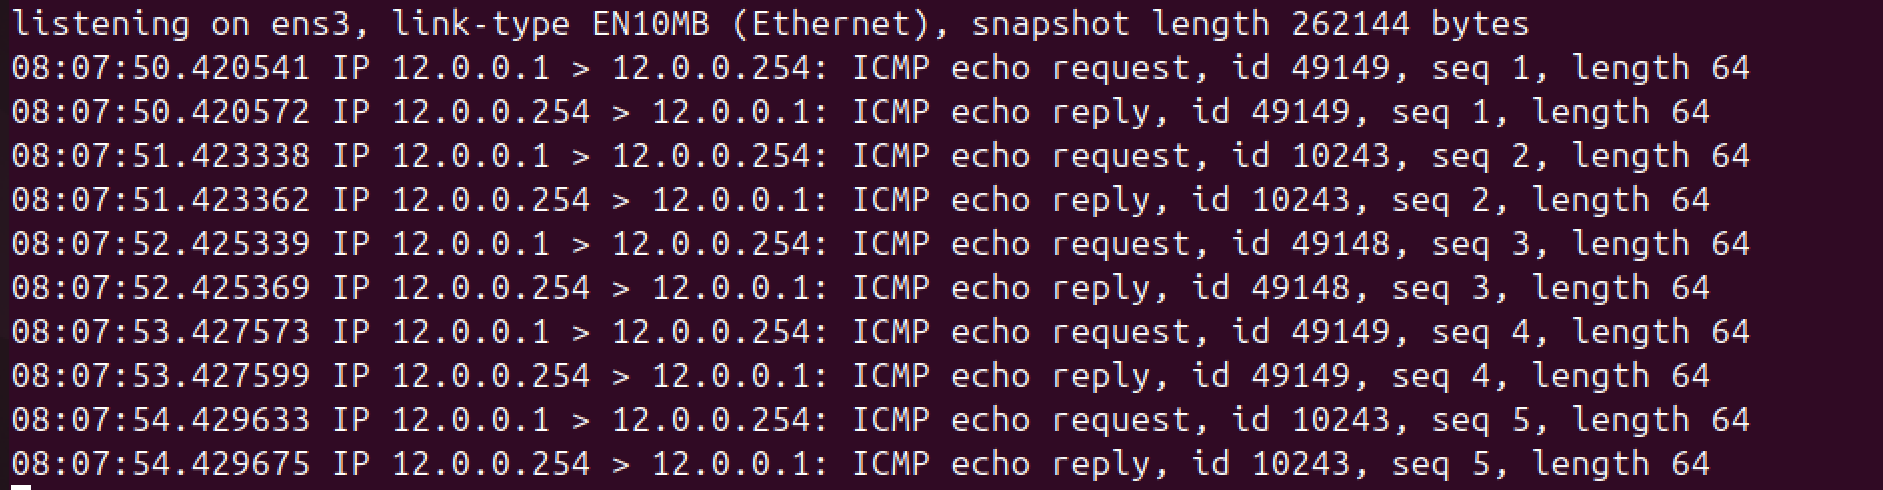 listening on ens3, link-type EN10MB (Ethernet), snapshot length 262144 bytes
08:07:50.420541 IP 12.0.0.1 > 12.0.0.254: ICMP echo request, id 49149, seq 1, length 64
08:07:50.420572 IP 12.0.0.254 > 12.0.0.1: ICMP echo reply, id 49149, seq 1, length 64
08:07:51.423338 IP 12.0.0.1 > 12.0.0.254: ICMP echo request, id 10243, seq 2, length 64
08:07:51.423362 IP 12.0.0.254 > 12.0.0.1: ICMP echo reply, id 10243, seq 2, length 64
08:07:52.425339 IP 12.0.0.1 > 12.0.0.254: ICMP echo request, id 49148, seq 3, length 64
08:07:52.425369 IP 12.0.0.254 > 12.0.0.1: ICMP echo reply, id 49148, seq 3, length 64
08:07:53.427573 IP 12.0.0.1 > 12.0.0.254: ICMP echo request, id 49149, seq 4, length 64
08:07:53.427599 IP 12.0.0.254 > 12.0.0.1: ICMP echo reply, id 49149, seq 4, length 64
08:07:54.429633 IP 12.0.0.1 > 12.0.0.254: ICMP echo request, id 10243, seq 5, length 64
08:07:54.429675 IP 12.0.0.254 > 12.0.0.1: ICMP echo reply, id 10243, seq 5, length 64